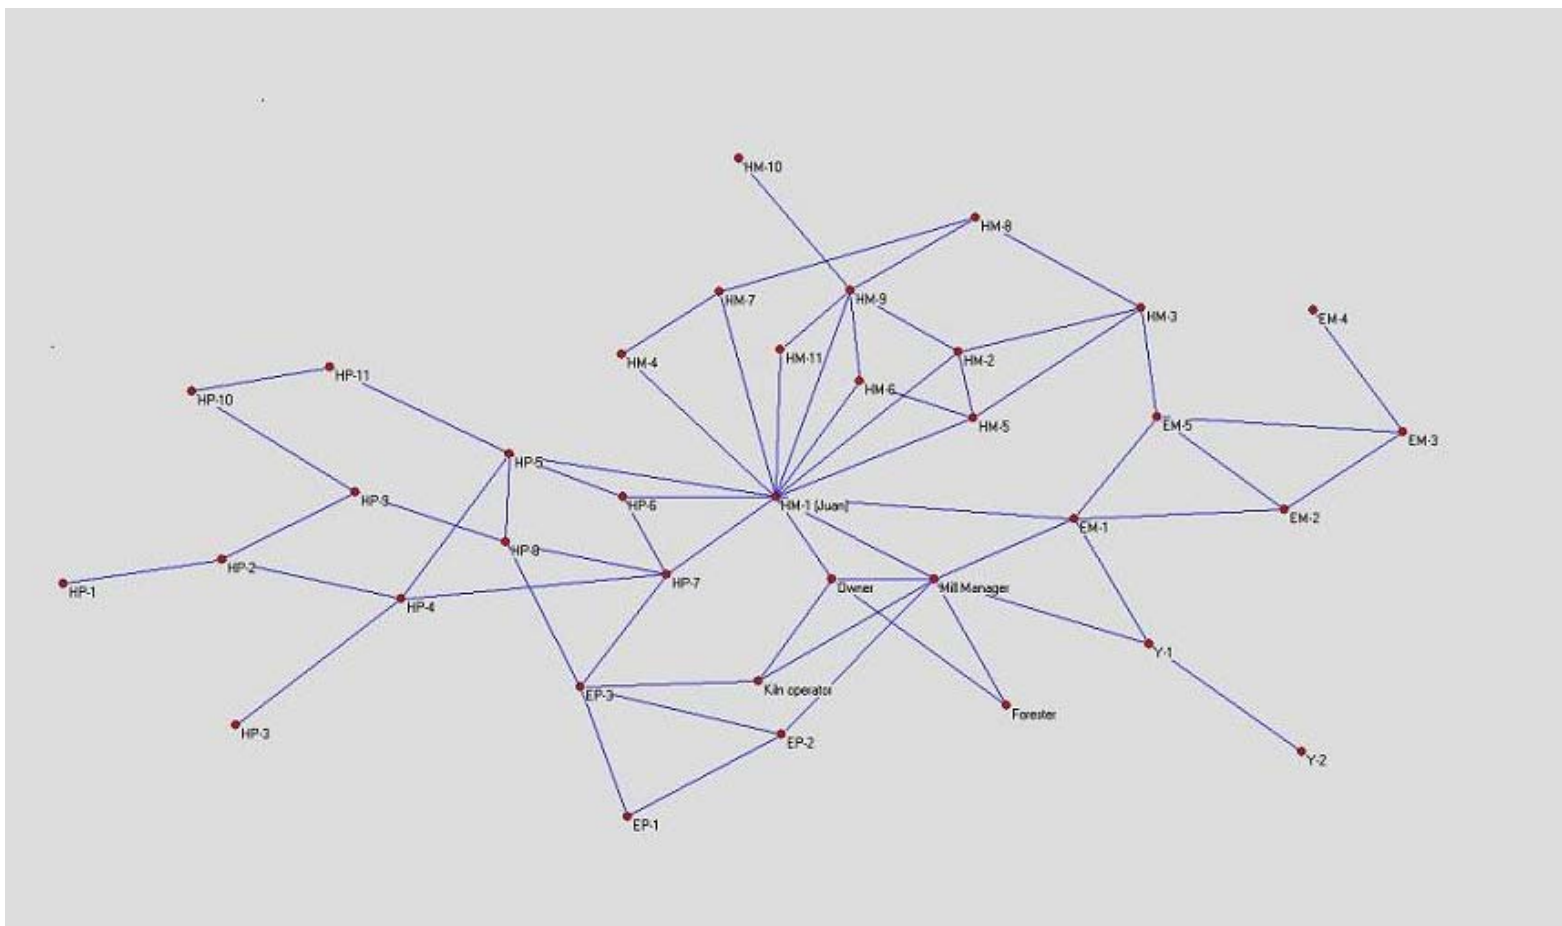 HM-10
HM-8
HM-7
HM-9
HM-3
EM-4
HM-11
HM-2
HM-4
HP-11
HM-6
HP-10
HM-5
EM-5
EM-3
HP-5
HP-9
HP-6
HM-1 (Juan)
EM-2
EM-1
HP-8
HP-2
HP-7
Owner
Mill Manager
HP-1
HP-4
Y-1
Kiln operator
EP-3
Forester
HP-3
EP-2
Y-2
EP-1